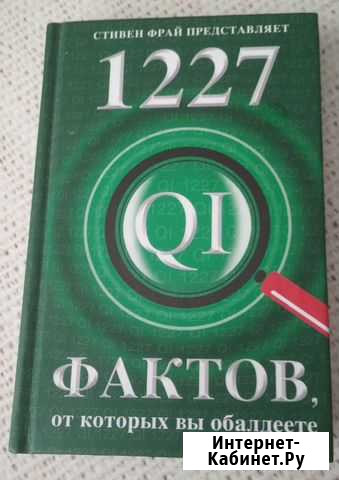 СТИВЕН ФРАЙ ПРЕДСТАВЛЯЕТ
1227
QI
ФАКТОВ,
от которых вы обалдеете
Интернет-
Кабинет.Ру